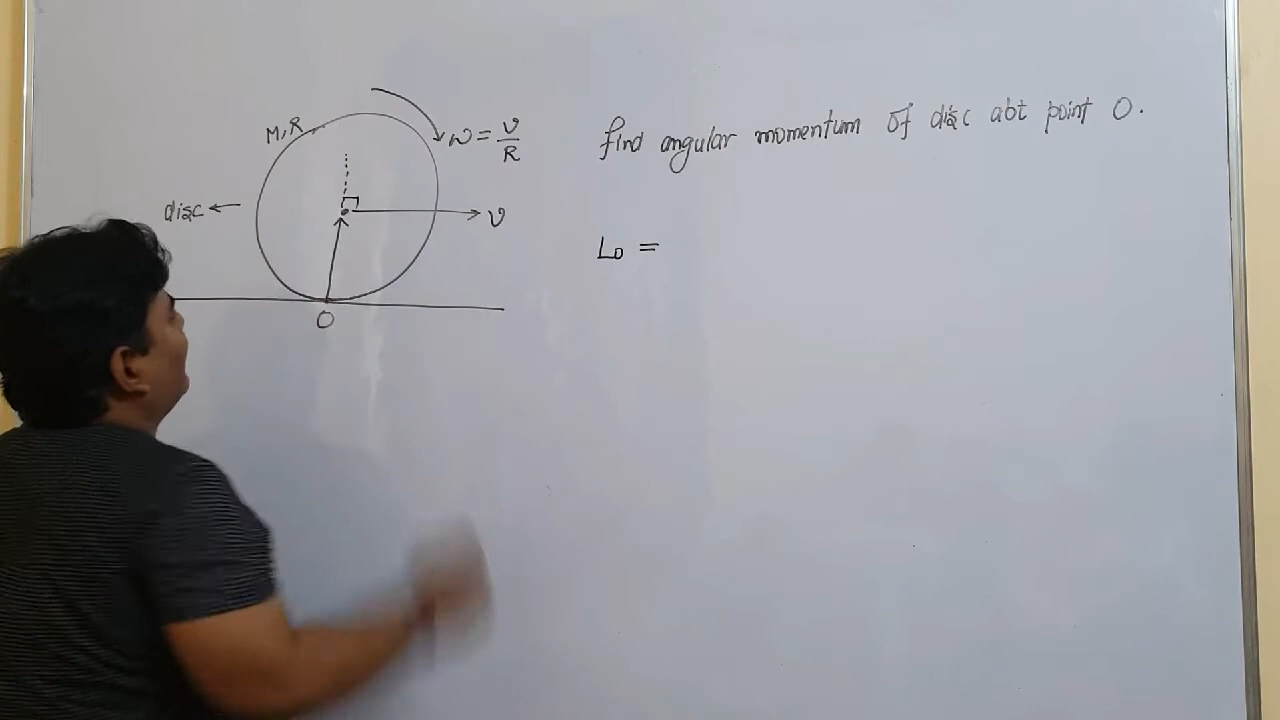 M,R
ω = v/R
find angular momentum of disc abt point O.
disc ←
v
L₀ =
O